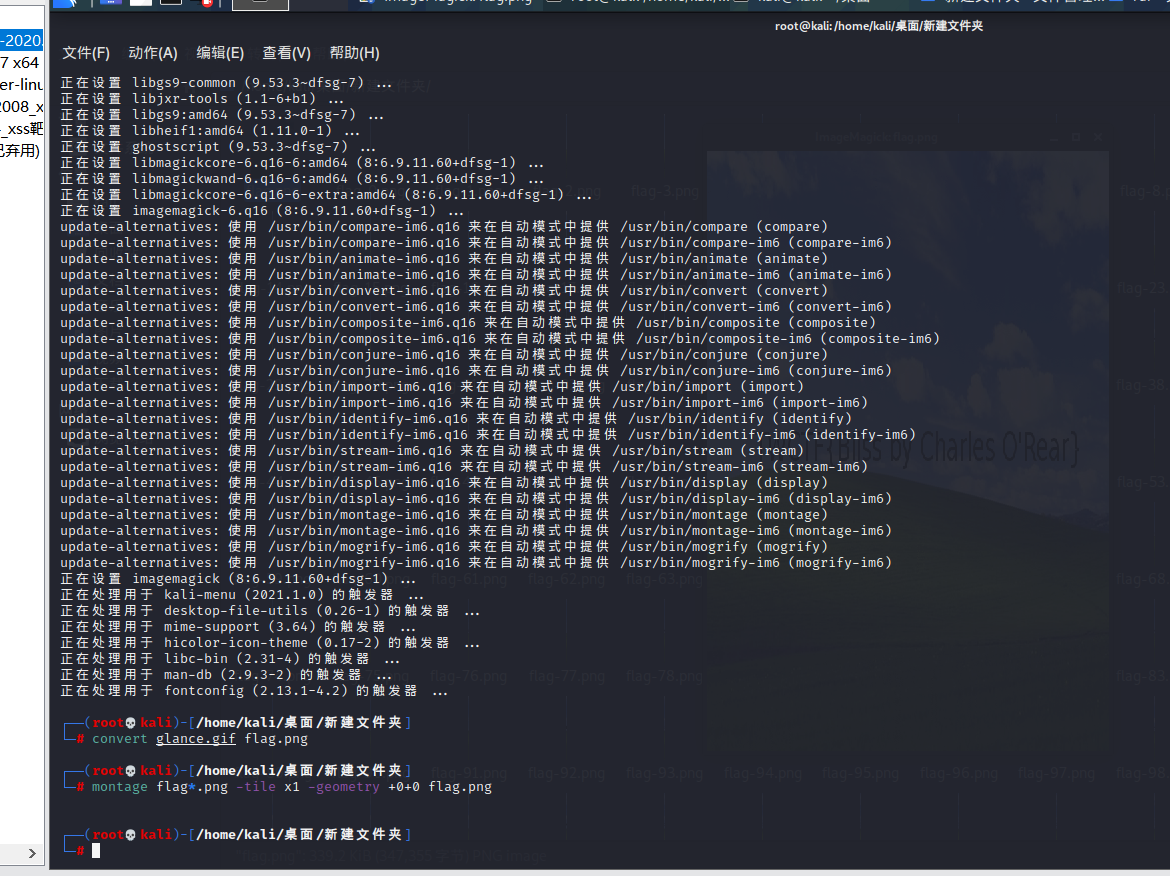 root@kali:/home/kali/桌面/新建文件夹
-2020
7 x64
er-linu
2008_x
_xss靶
已弃用)
文件(F) 动作(A) 编辑(E) 查看(V) 帮助(H)
正在设置 libgs9-common (9.53.3~dfsg-7) ...
正在设置 libjxr-tools (1.1-6+b1) ...
正在设置 libgs9:amd64 (9.53.3~dfsg-7) ...
正在设置 libheif1:amd64 (1.11.0-1) ...
正在设置 ghostscript (9.53.3~dfsg-7) ...
正在设置 libmagickcore-6.q16-6:amd64 (8:6.9.11.60+dfsg-1) ...
正在设置 libmagickwand-6.q16-6:amd64 (8:6.9.11.60+dfsg-1) ...
正在设置 libmagickcore-6.q16-6-extra:amd64 (8:6.9.11.60+dfsg-1) ...
正在设置 imagemagick-6.q16 (8:6.9.11.60+dfsg-1) ...
update-alternatives: 使用 /usr/bin/compare-im6.q16 来在自动模式中提供 /usr/bin/compare (compare)
update-alternatives: 使用 /usr/bin/compare-im6.q16 来在自动模式中提供 /usr/bin/compare-im6 (compare-im6)
update-alternatives: 使用 /usr/bin/animate-im6.q16 来在自动模式中提供 /usr/bin/animate (animate)
update-alternatives: 使用 /usr/bin/animate-im6.q16 来在自动模式中提供 /usr/bin/animate-im6 (animate-im6)
update-alternatives: 使用 /usr/bin/convert-im6.q16 来在自动模式中提供 /usr/bin/convert (convert)
update-alternatives: 使用 /usr/bin/convert-im6.q16 来在自动模式中提供 /usr/bin/convert-im6 (convert-im6)
update-alternatives: 使用 /usr/bin/composite-im6.q16 来在自动模式中提供 /usr/bin/composite (composite)
update-alternatives: 使用 /usr/bin/composite-im6.q16 来在自动模式中提供 /usr/bin/composite-im6 (composite-im6)
update-alternatives: 使用 /usr/bin/conjure-im6.q16 来在自动模式中提供 /usr/bin/conjure (conjure)
update-alternatives: 使用 /usr/bin/conjure-im6.q16 来在自动模式中提供 /usr/bin/conjure-im6 (conjure-im6)
update-alternatives: 使用 /usr/bin/import-im6.q16 来在自动模式中提供 /usr/bin/import (import)
update-alternatives: 使用 /usr/bin/import-im6.q16 来在自动模式中提供 /usr/bin/import-im6 (import-im6)
update-alternatives: 使用 /usr/bin/identify-im6.q16 来在自动模式中提供 /usr/bin/identify (identify)
update-alternatives: 使用 /usr/bin/identify-im6.q16 来在自动模式中提供 /usr/bin/identify-im6 (identify-im6)
update-alternatives: 使用 /usr/bin/stream-im6.q16 来在自动模式中提供 /usr/bin/stream (stream)
update-alternatives: 使用 /usr/bin/stream-im6.q16 来在自动模式中提供 /usr/bin/stream-im6 (stream-im6)
update-alternatives: 使用 /usr/bin/display-im6.q16 来在自动模式中提供 /usr/bin/display (display)
update-alternatives: 使用 /usr/bin/display-im6.q16 来在自动模式中提供 /usr/bin/display-im6 (display-im6)
update-alternatives: 使用 /usr/bin/montage-im6.q16 来在自动模式中提供 /usr/bin/montage (montage)
update-alternatives: 使用 /usr/bin/montage-im6.q16 来在自动模式中提供 /usr/bin/montage-im6 (montage-im6)
update-alternatives: 使用 /usr/bin/mogrify-im6.q16 来在自动模式中提供 /usr/bin/mogrify (mogrify)
update-alternatives: 使用 /usr/bin/mogrify-im6.q16 来在自动模式中提供 /usr/bin/mogrify-im6 (mogrify-im6)
正在设置 imagemagick (8:6.9.11.60+dfsg-1) ...
正在处理用于 kali-menu (2021.1.0) 的触发器 ...
正在处理用于 desktop-file-utils (0.26-1) 的触发器 ...
正在处理用于 mime-support (3.64) 的触发器 ...
正在处理用于 hicolor-icon-theme (0.17-2) 的触发器 ...
正在处理用于 libc-bin (2.31-4) 的触发器 ...
正在处理用于 man-db (2.9.3-2) 的触发器 ...
正在处理用于 fontconfig (2.13.1-4.2) 的触发器 ...
┌──(root💀kali)-[/home/kali/桌面/新建文件夹]
└─# convert glance.gif flag.png
┌──(root💀kali)-[/home/kali/桌面/新建文件夹]
└─# montage flag*.png -tile x1 -geometry +0+0 flag.png
┌──(root💀kali)-[/home/kali/桌面/新建文件夹]
└─#
by Charles O'Rear}